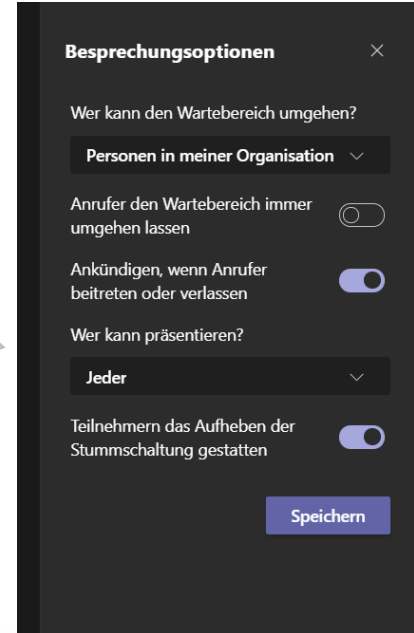 Besprechungsoptionen
Wer kann den Wartebereich umgehen?
Personen in meiner Organisation
Anrufer den Wartebereich immer
umgehen lassen
Ankündigen, wenn Anrufer
beitreten oder verlassen
Wer kann präsentieren?
Jeder
Teilnehmern das Aufheben der
Stummschaltung gestatten
Speichern